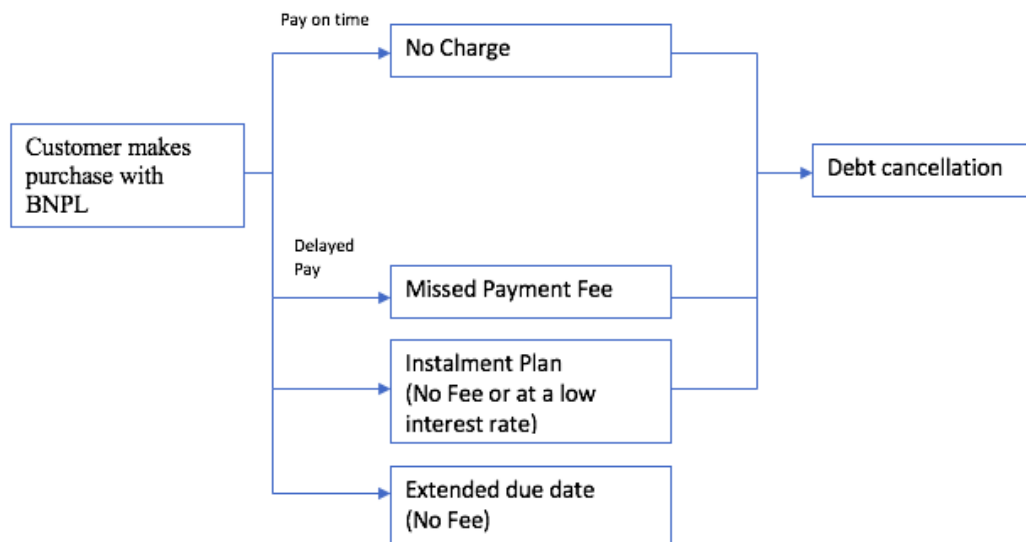 Pay on time
No Charge
Customer makes
purchase with
BNPL
Debt cancellation
Delayed
Pay
Missed Payment Fee
Instalment Plan
(No Fee or at a low
interest rate)
Extended due date
(No Fee)